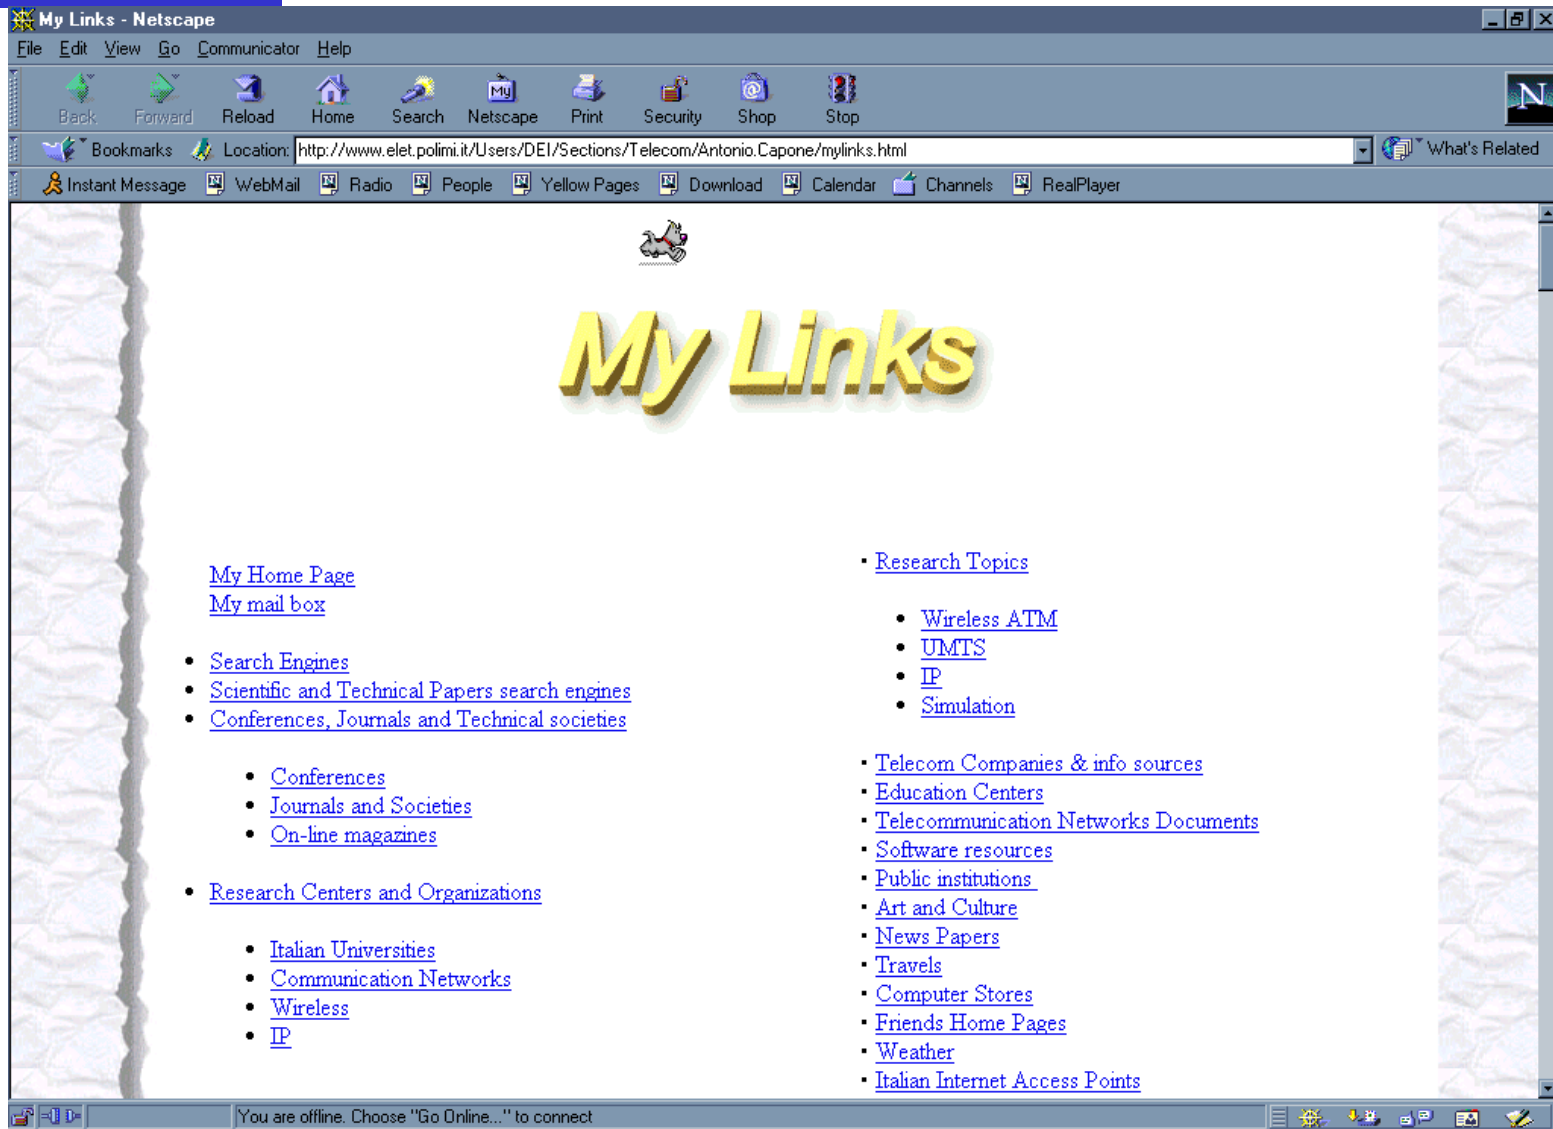 My Links - Netscape
File Edit View Go Communicator Help
Back Forward Reload Home Search Netscape Print Security Shop Stop
My
N
Bookmarks Location: http://www.elet.polimi.it/Users/DEI/Sections/Telecom/Antonio.Capone/mylinks.html What's Related
Instant Message WebMail Radio People Yellow Pages Download Calendar Channels RealPlayer
My Links
My Home Page
My mail box
• Search Engines
• Scientific and Technical Papers search engines
• Conferences, Journals and Technical societies
• Conferences
• Journals and Societies
• On-line magazines
• Research Centers and Organizations
• Italian Universities
• Communication Networks
• Wireless
• IP
▪ Research Topics
• Wireless ATM
• UMTS
• IP
• Simulation
▪ Telecom Companies & info sources
▪ Education Centers
▪ Telecommunication Networks Documents
▪ Software resources
▪ Public institutions
▪ Art and Culture
▪ News Papers
▪ Travels
▪ Computer Stores
▪ Friends Home Pages
▪ Weather
▪ Italian Internet Access Points
You are offline. Choose "Go Online..." to connect